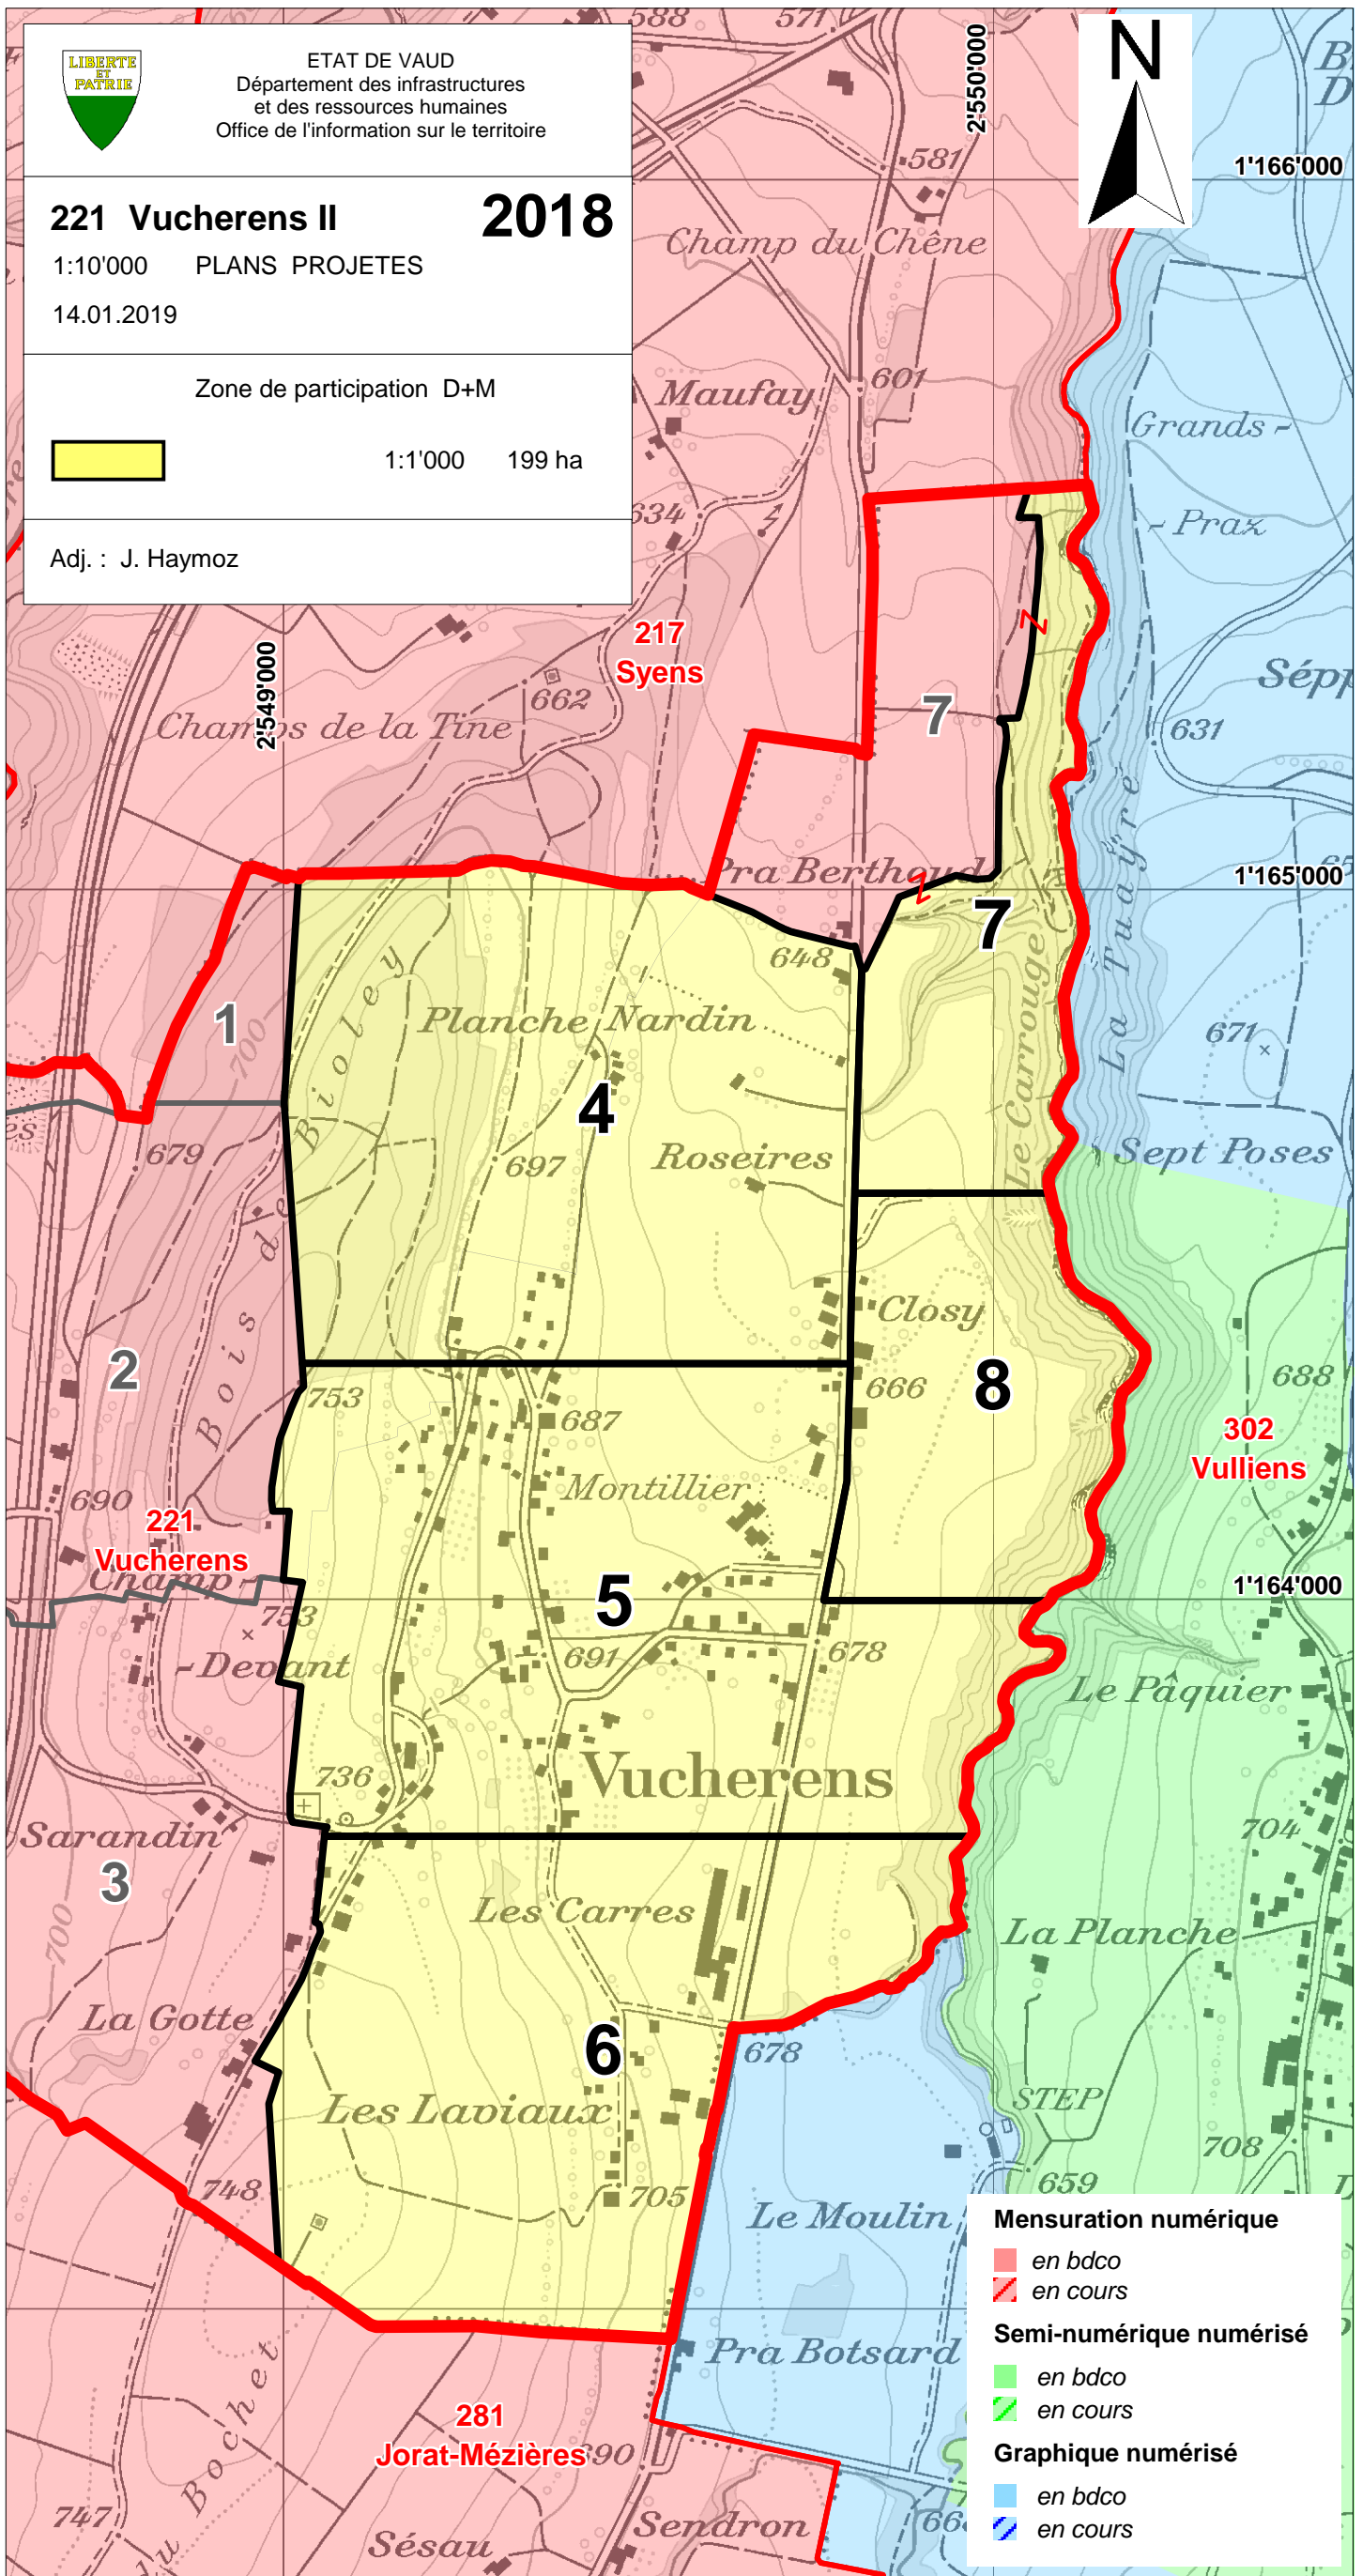 LIBERTE
ET
PATRIE
ETAT DE VAUD
Département des infrastructures
et des ressources humaines
Office de l'information sur le territoire
221 Vucherens II 2018
1:10'000 PLANS PROJETES
14.01.2019
Zone de participation D+M
1:1'000 199 ha
Adj. : J. Haymoz
N
588
571
2'550'000
1'166'000
581
Champ du Chêne
Maufay
601
Grands -
- Prax
634
217
Syens
662
2'549'000
Champs de la Tine
7
631
La Tuaỹre
Pra Berthoud
1'165'000
7
648
1
700
Bois de Bioley
Planche Nardin
Le Carrouge
671
4
679
697
Roseires
Sept Poses
Closy
2
753
666
8
688
687
302
Vulliens
Montillier
690
221
Vucherens
Champ -
1'164'000
5
753
- Devant
691
678
Le Pâquier
736
Vucherens
Sarandin
704
3
700
Les Carres
La Planche
La Gotte
6
678
Les Laviaux
STEP
708
748
705
659
Le Moulin
Pra Botsard
Bochet
281
Jorat-Mézières
690
747
Sésau
Sendron
Mensuration numérique
en bdco
en cours
Semi-numérique numérisé
en bdco
en cours
Graphique numérisé
en bdco
en cours